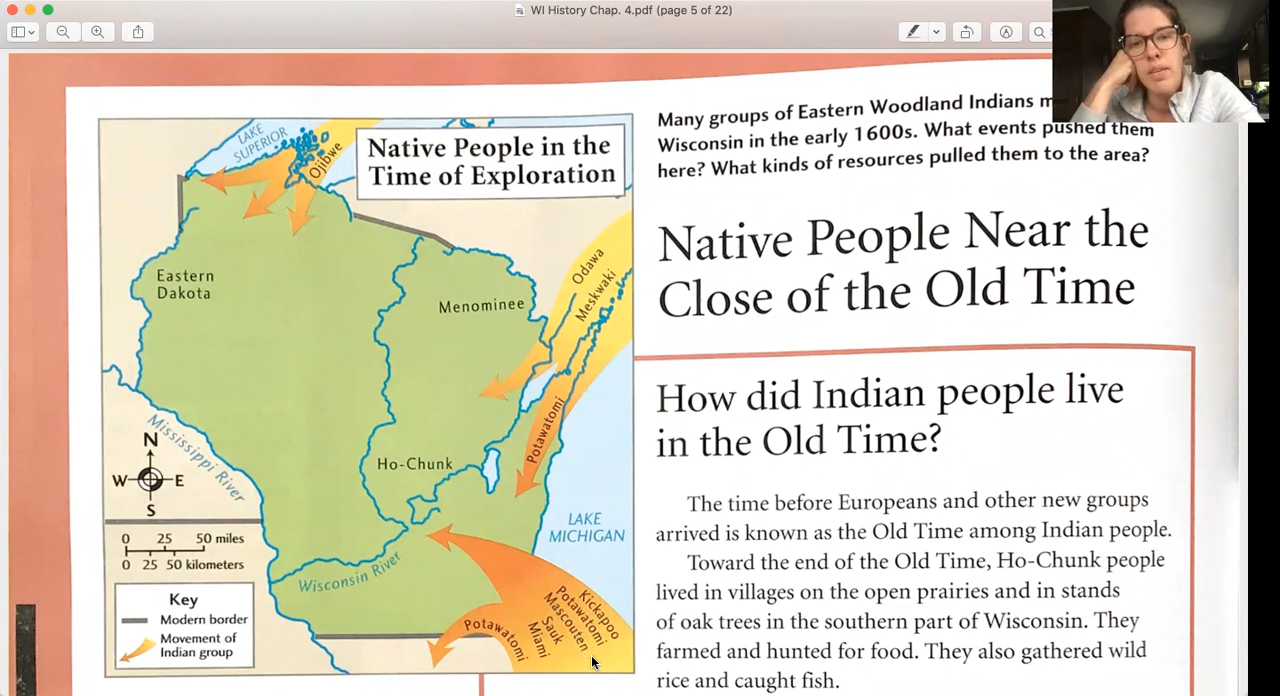 WI History Chap. 4.pdf (page 5 of 22)
LAKE
SUPERIOR
Ojibwe
Native People in the
Time of Exploration
Eastern
Dakota
Menominee
Odawa
Meskwaki
Potawatomi
Ho-Chunk
Mississippi River
N
W
E
S
LAKE
MICHIGAN
0 25 50 miles
0 25 50 kilometers
Wisconsin River
Key
Modern border
Movement of
Indian group
Kickapoo
Potawatomi
Mascouten
Sauk
Miami
Potawatomi
Many groups of Eastern Woodland Indians
Wisconsin in the early 1600s. What events pushed them
here? What kinds of resources pulled them to the area?
Native People Near the
Close of the Old Time
How did Indian people live
in the Old Time?
The time before Europeans and other new groups
arrived is known as the Old Time among Indian people.
Toward the end of the Old Time, Ho-Chunk people
lived in villages on the open prairies and in stands
of oak trees in the southern part of Wisconsin. They
farmed and hunted for food. They also gathered wild
rice and caught fish.